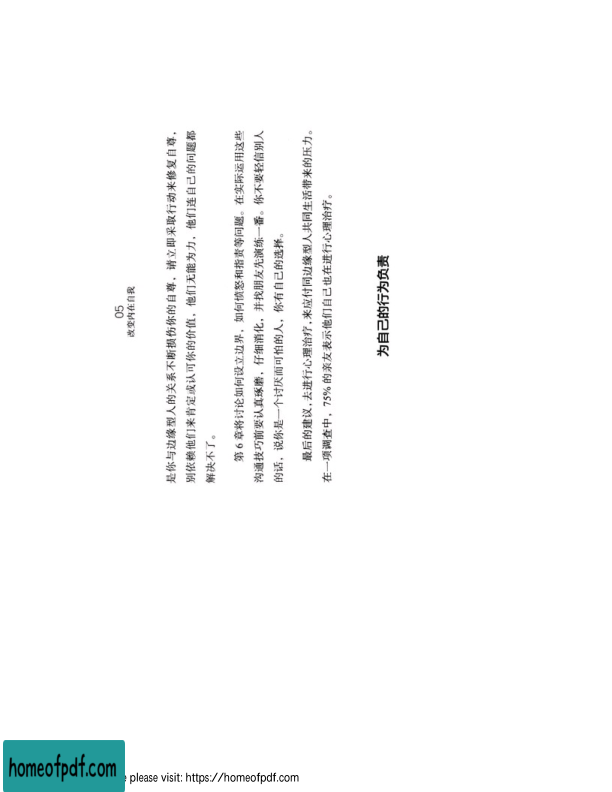 05
改变内在自我
是你与边缘型人的关系不断损伤你的自尊，请立即采取行动来修复自尊，
别依赖他们来肯定或认可你的价值，他们无能为力，他们连自己的问题都
解决不了。
第 6 章将讨论如何设立边界，如何愤怒和指责等问题。在实际运用这些
沟通技巧前要认真琢磨，仔细消化，并找朋友先演练一番。你不要轻信别人
的话，说你是一个讨厌而可怕的人，你有自己的选择。
最后的建议，去进行心理治疗，来应付同边缘型人共同生活带来的压力。
在一项调查中，75% 的亲友表示他们自己也在进行心理治疗。
为自己的行为负责
homeofpdf.com
please visit: https://homeofpdf.com